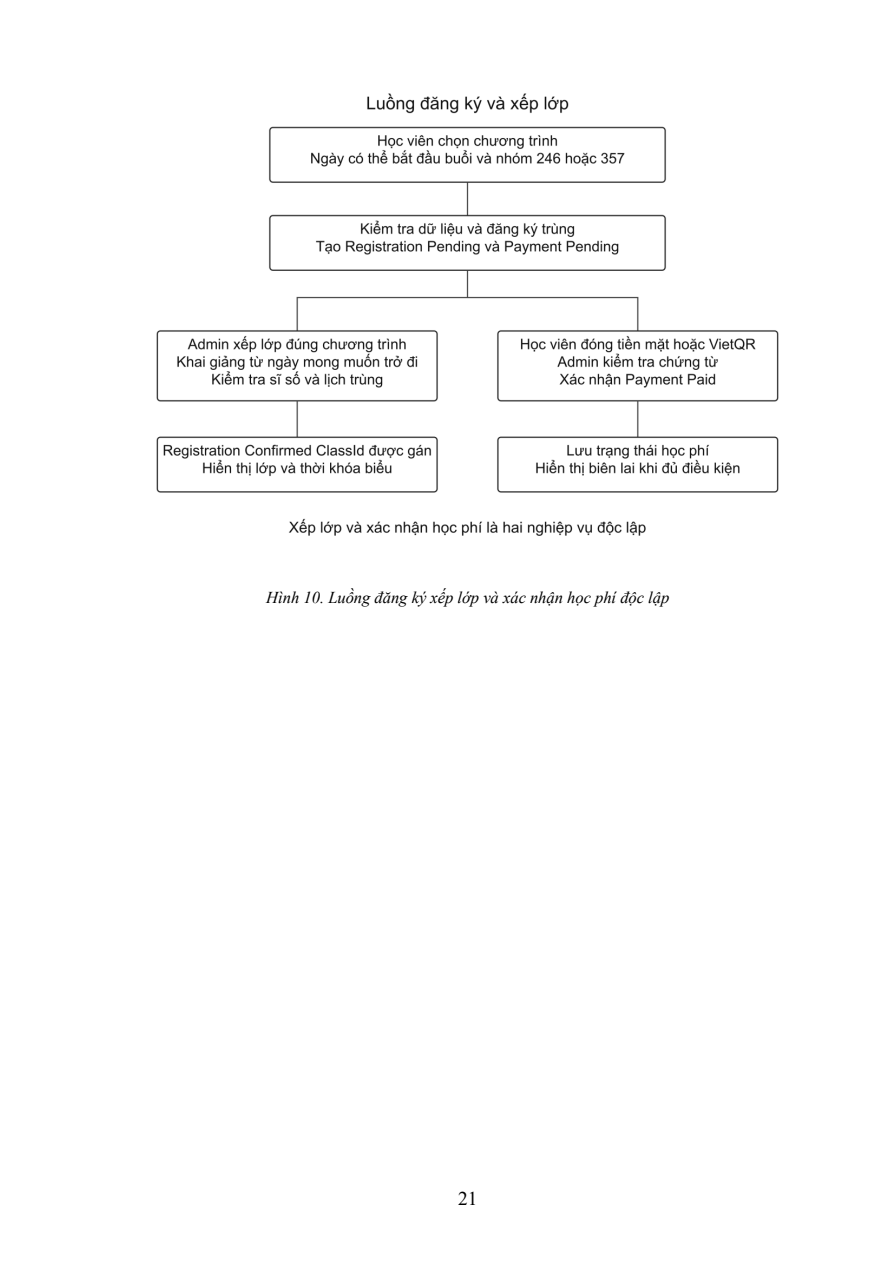 Luồng đăng ký và xếp lớp
Học viên chọn chương trình
Ngày có thể bắt đầu buổi và nhóm 246 hoặc 357
Kiểm tra dữ liệu và đăng ký trùng
Tạo Registration Pending và Payment Pending
Admin xếp lớp đúng chương trình
Khai giảng từ ngày mong muốn trở đi
Kiểm tra sĩ số và lịch trùng
Học viên đóng tiền mặt hoặc VietQR
Admin kiểm tra chứng từ
Xác nhận Payment Paid
Registration Confirmed ClassId được gán
Hiển thị lớp và thời khóa biểu
Lưu trạng thái học phí
Hiển thị biên lai khi đủ điều kiện
Xếp lớp và xác nhận học phí là hai nghiệp vụ độc lập
Hình 10. Luồng đăng ký xếp lớp và xác nhận học phí độc lập
21